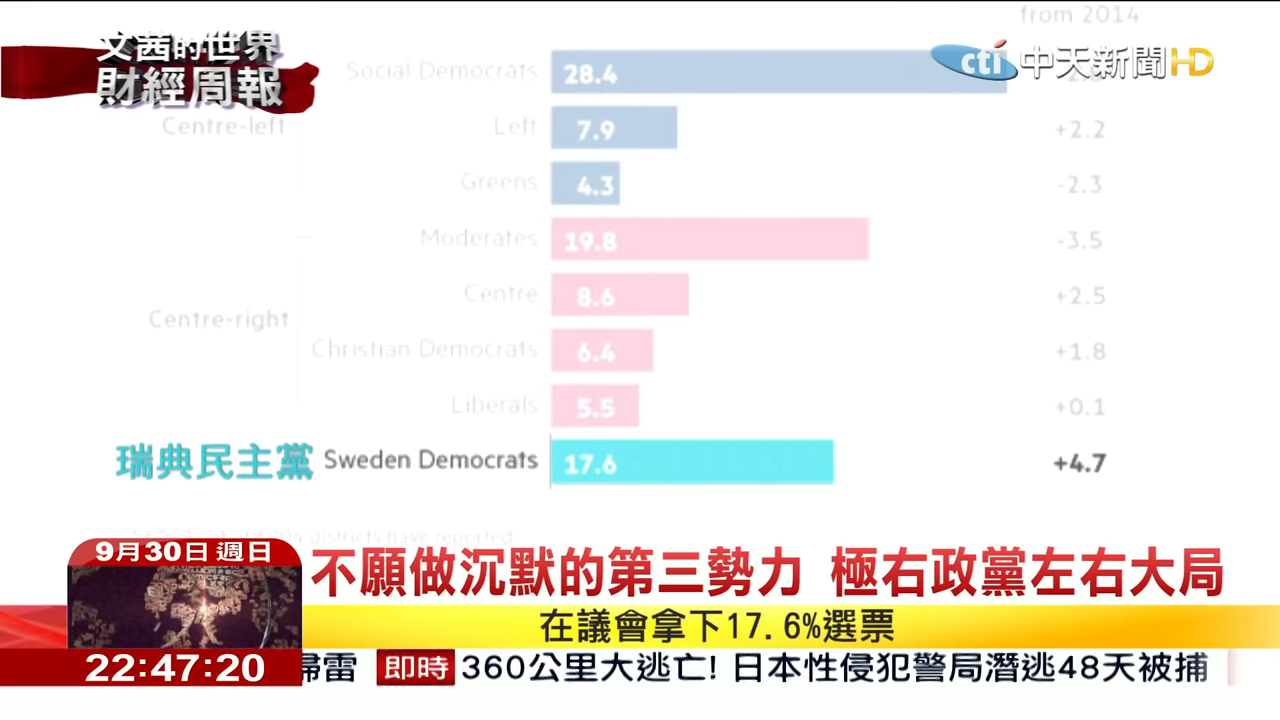 from 2014
文茜的世界
財經周報
cti 中天新聞HD
Social Democrats 28.4
Centre-left
Left 7.9 +2.2
Greens 4.3 -2.3
Moderates 19.8 -3.5
Centre 8.6 +2.5
Centre-right
Christian Democrats 6.4 +1.8
Liberals 5.5 +0.1
瑞典民主黨 Sweden Democrats 17.6 +4.7
districts have reported
9月30日 週日
不願做沉默的第三勢力 極右政黨左右大局
在議會拿下17.6%選票
22:47:20
掃雷 即時 360公里大逃亡! 日本性侵犯警局潛逃48天被捕